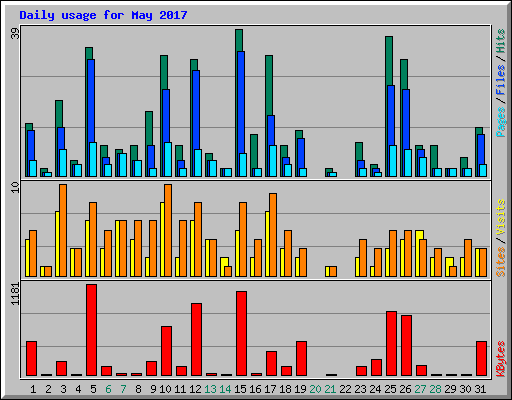 Daily usage for May 2017
39
Pages / Files / Hits
10
Sites / Visits
1181
KBytes
1 2 3 4 5 6 7 8 9 10 11 12 13 14 15 16 17 18 19 20 21 22 23 24 25 26 27 28 29 30 31